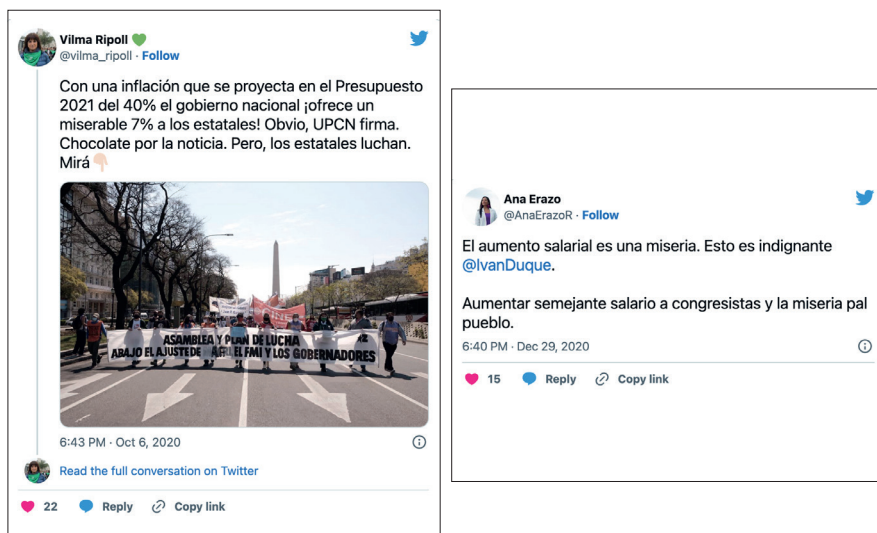 Vilma Ripoll
@vilma_ripoll · Follow
Con una inflación que se proyecta en el Presupuesto
2021 del 40% el gobierno nacional ¡ofrece un
miserable 7% a los estatales! Obvio, UPCN firma.
Chocolate por la noticia. Pero, los estatales luchan.
Mirá
ASAMBLEA Y PLAN DE LUCHA
ABAJO EL AJUSTE DE EL FMI Y LOS GOBERNADORES
6:43 PM · Oct 6, 2020
Read the full conversation on Twitter
22 Reply Copy link
Ana Erazo
@AnaErazoR · Follow
El aumento salarial es una miseria. Esto es indignante
@IvanDuque.
Aumentar semejante salario a congresistas y la miseria pal
pueblo.
6:40 PM · Dec 29, 2020
15 Reply Copy link